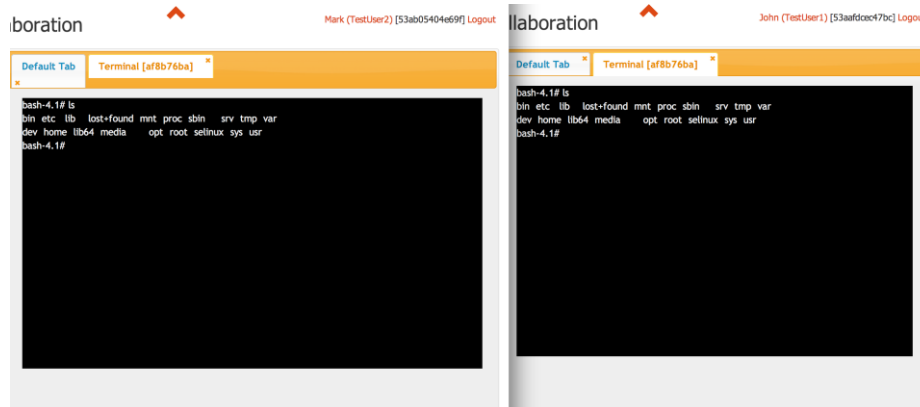 boration
Mark (TestUser2) [53ab05404e69f] Logout
Default Tab
Terminal [af8b76ba]
bash-4.1# ls
bin etc lib lost+found mnt proc sbin srv tmp var
dev home lib64 media opt root selinux sys usr
bash-4.1#
llaboration
John (TestUser1) [53aafdcec47bc] Logou
Default Tab
Terminal [af8b76ba]
bash-4.1# ls
bin etc lib lost+found mnt proc sbin srv tmp var
dev home lib64 media opt root selinux sys usr
bash-4.1#